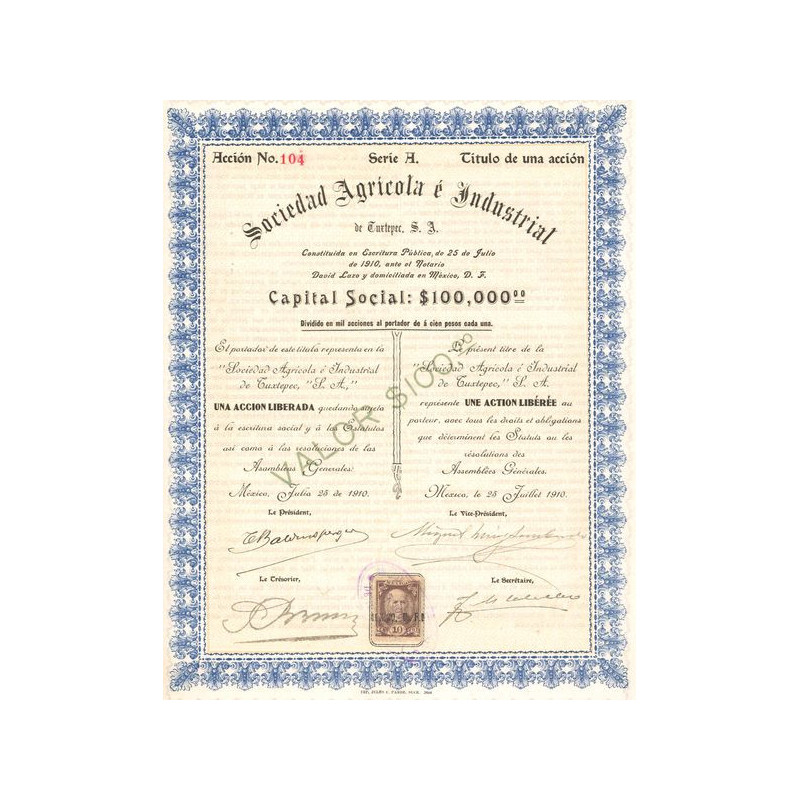 Acción No. 104 Serie A. Titulo de una acción
Sociedad Agricola é Industrial
de Tuxtepec, S. A.
Constituida en Escritura Pública, de 25 de Julio
de 1910, ante el Notario
David Lazo y domiciliada en México, D. F.
Capital Social: $100,000.00
Dividido en mil acciones al portador de á cien pesos cada una.
El portador de este título representa en la
"Sociedad Agricola é Industrial
de Tuxtepec, "S. A.,"
UNA ACCION LIBERADA quedando sujeta
á la escritura social y á los Estatutos
así como á las resoluciones de las
Asambleas Generales.
México, Julio 25 de 1910.
Le présent titre de la
"Sociedad Agricola é Industrial
de Tuxtepec," S. A.
représente UNE ACTION LIBÉRÉE au
porteur, avec tous les droits et obligations
que déterminent les Statuts ou les
résolutions des
Assemblées Générales.
Mexico, le 25 Juillet 1910.
VALOR $100.00
Le Président,
Le Vice-Président,
Le Trésorier,
Le Secrétaire,
10